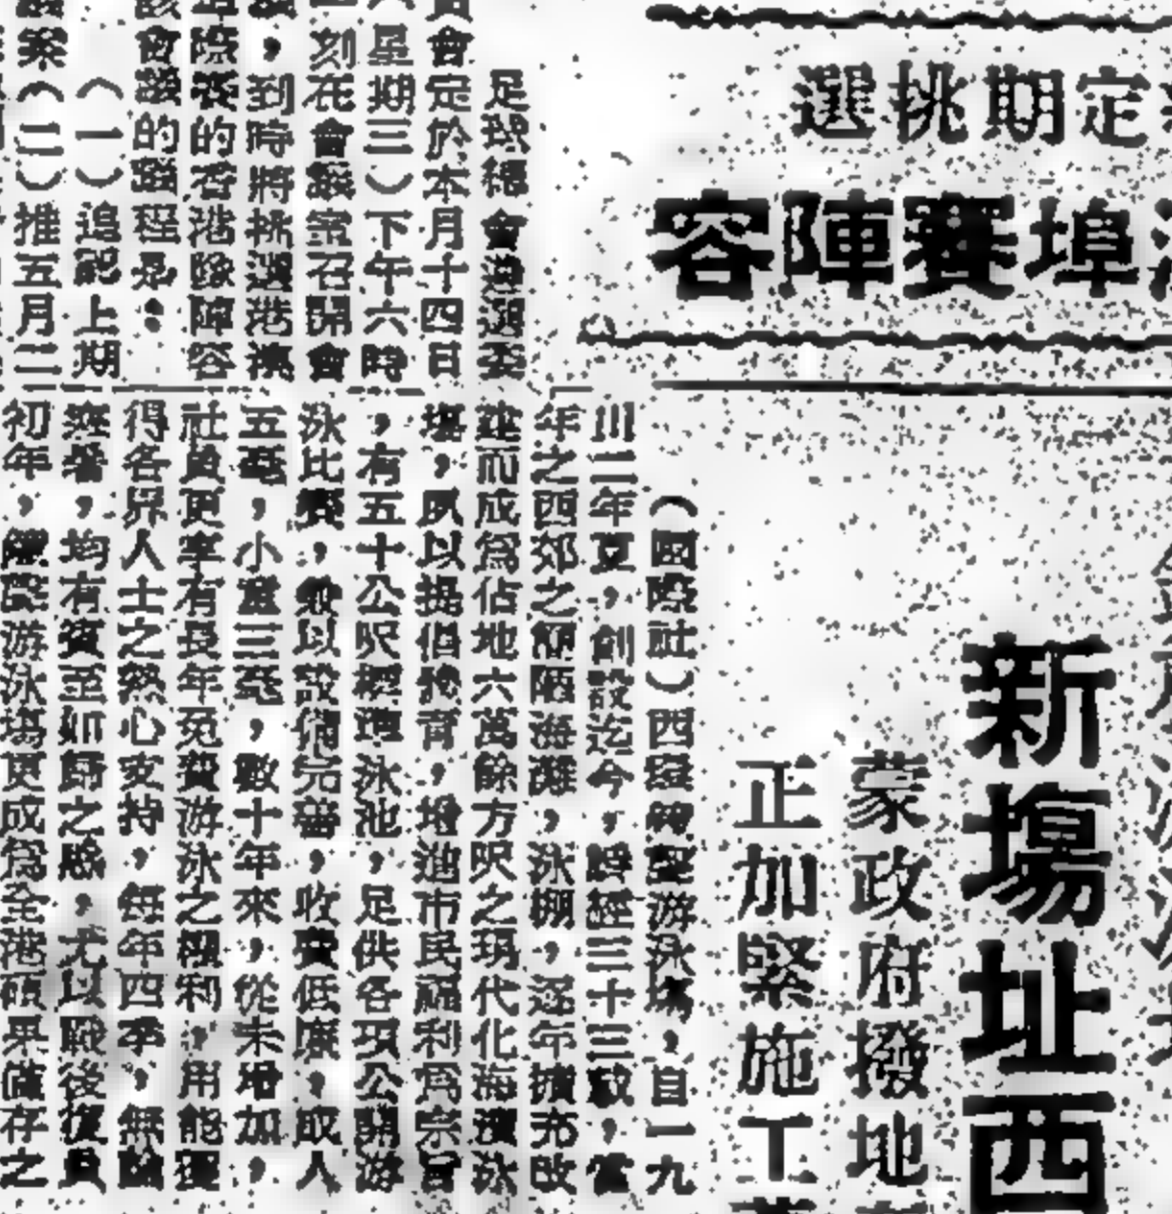 定期挑選
埠賽陣容
足球總會港選委
會定於本月十四日
星期三）下午六時
刻在會議室召開會
，到時將挑選港澳
的香港隊陣容
會議的議程是：
（一）追認上期
案（二）推五月二
新場址西
蒙政府撥地
正加緊施工
（國際社）西環鐘聲游泳場，自一九
川二年夏，創設迄今，時經三十三載，當
年之西郊之簡陋海灘，泳棚，逐年擴充改
建而成為佔地六萬餘方呎之現代化海濱泳
場，夙以提倡體育，增進市民福利為宗旨
，有五十公呎標準泳池，足供各項公開游
泳比賽，兼以設備完善，收費低廉，取人
五毫，小童三毫，數十年來，從未增加，
社員更享有長年免費游泳之權利，用能獲
得各界人士之熱心支持，每年四季，無論
寒暑，均有賓至如歸之感，尤以戰後復員
初年，鐘聲游泳場更成為全港碩果僅存之